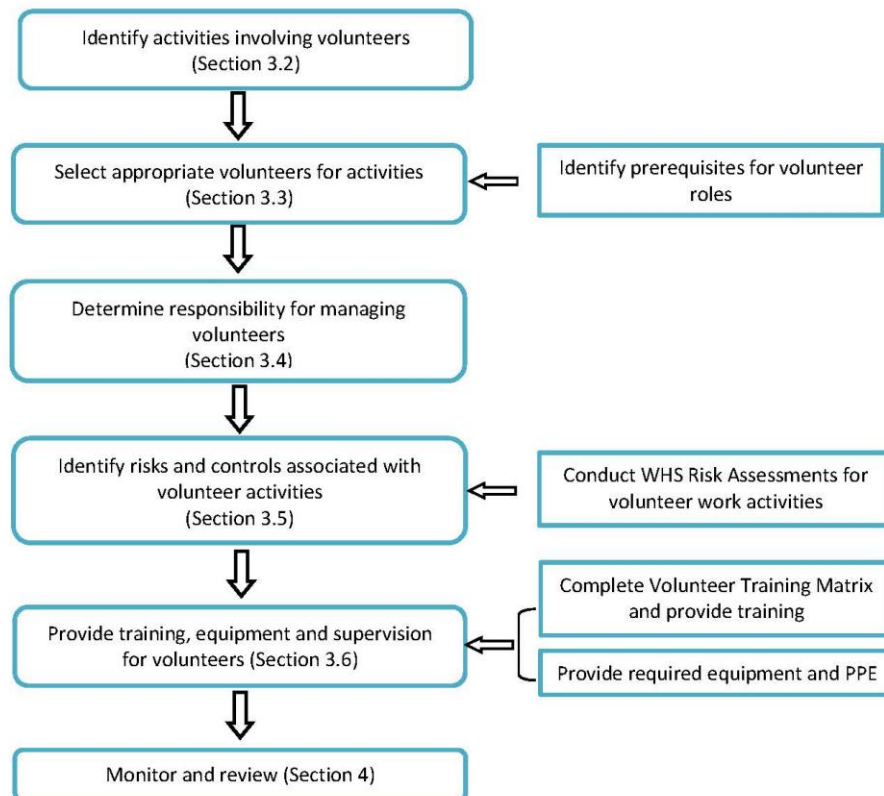 Identify activities involving volunteers
(Section 3.2)
Select appropriate volunteers for activities
(Section 3.3)
Identify prerequisites for volunteer
roles
Determine responsibility for managing
volunteers
(Section 3.4)
Identify risks and controls associated with
volunteer activities
(Section 3.5)
Conduct WHS Risk Assessments for
volunteer work activities
Provide training, equipment and supervision
for volunteers (Section 3.6)
Complete Volunteer Training Matrix
and provide training
Provide required equipment and PPE
Monitor and review (Section 4)